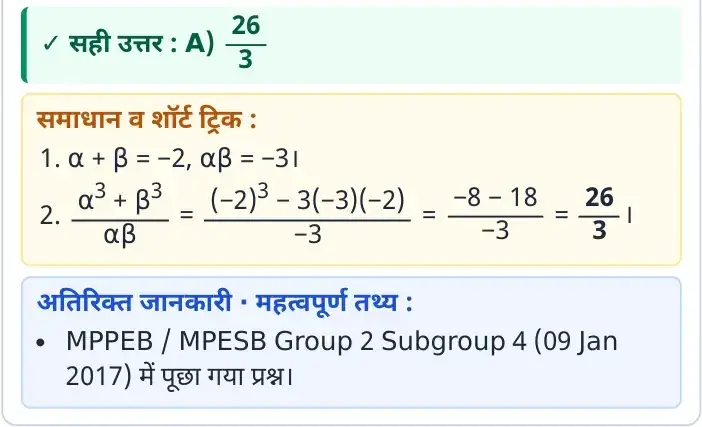 ✓ सही उत्तर : A) 26/3
समाधान व शॉर्ट ट्रिक :
1. α + β = −2, αβ = −3।
2. (α³ + β³)/(αβ) = ((−2)³ − 3(−3)(−2))/(−3) = (−8 − 18)/(−3) = 26/3 ।
अतिरिक्त जानकारी · महत्वपूर्ण तथ्य :
• MPPEB / MPESB Group 2 Subgroup 4 (09 Jan
2017) में पूछा गया प्रश्न।